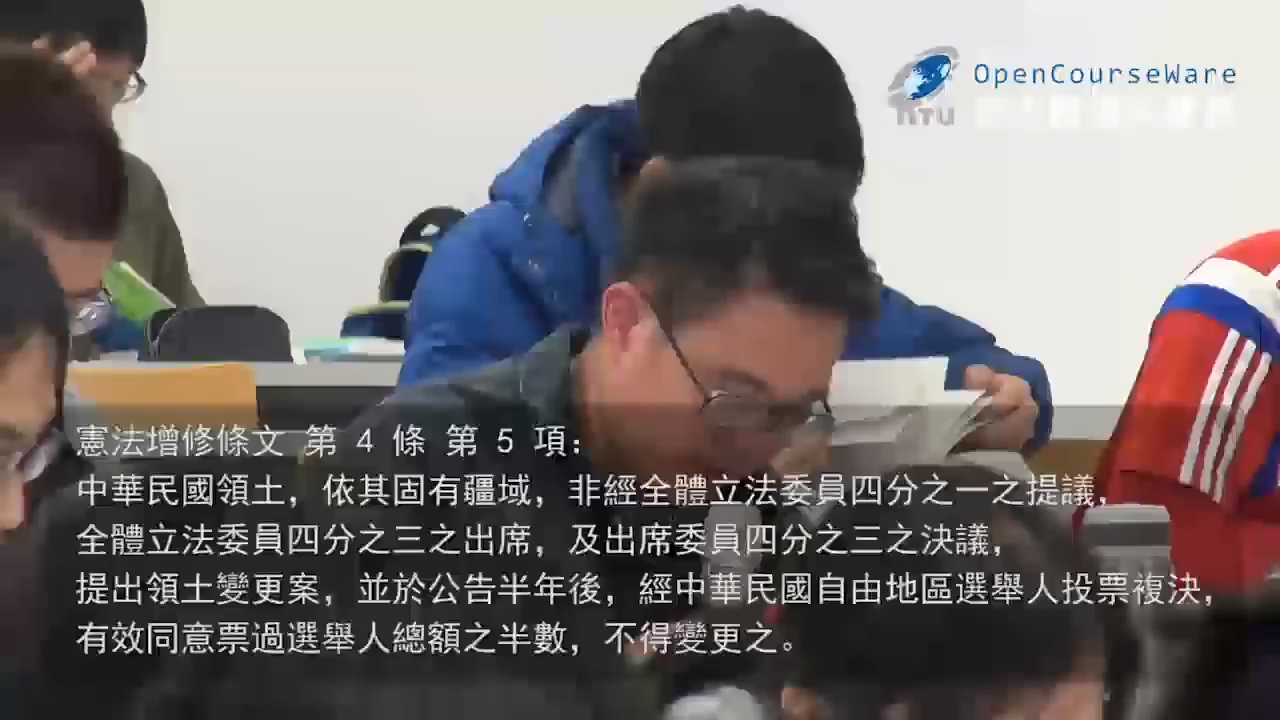 OpenCourseWare
NTU
憲法增修條文 第 4 條 第 5 項:
中華民國領土，依其固有疆域，非經全體立法委員四分之一之提議，
全體立法委員四分之三之出席，及出席委員四分之三之決議，
提出領土變更案，並於公告半年後，經中華民國自由地區選舉人投票複決，
有效同意票過選舉人總額之半數，不得變更之。